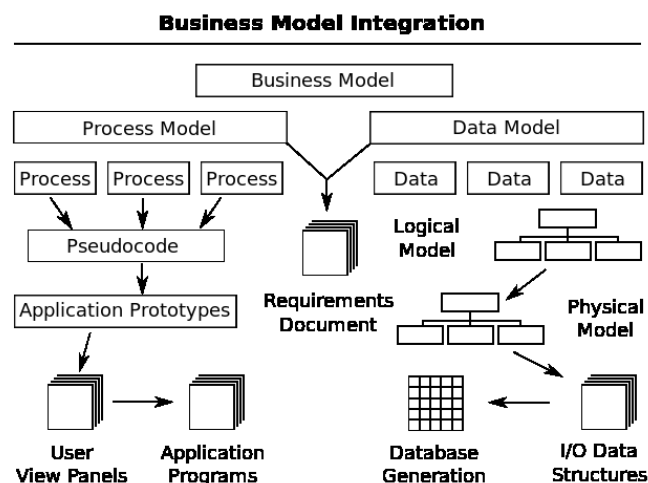 Business Model Integration
Business Model
Process Model
Data Model
Process
Process
Process
Data
Data
Data
Pseudocode
Logical
Model
Application Prototypes
Requirements
Document
Physical
Model
User
View Panels
Application
Programs
Database
Generation
I/O Data
Structures